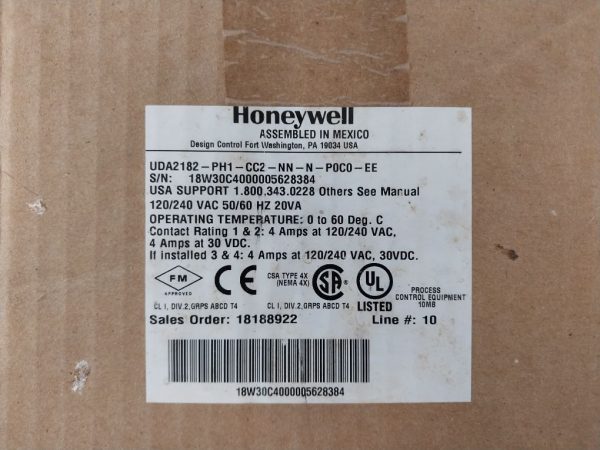 Honeywell
ASSEMBLED IN MEXICO
Design Control Fort Washington, PA 19034 USA
UDA2182-PH1-CC2-NN-N-P0C0-EE
S/N: 18W30C4000005628384
USA SUPPORT 1.800.343.0228 Others See Manual
120/240 VAC 50/60 HZ 20VA
OPERATING TEMPERATURE: 0 to 60 Deg. C
Contact Rating 1 & 2: 4 Amps at 120/240 VAC,
4 Amps at 30 VDC.
If installed 3 & 4: 4 Amps at 120/240 VAC, 30VDC.
FM
APPROVED
CL I, DIV.2,GRPS ABCD T4
CE
CSA TYPE 4X
(NEMA 4X)
SA
CL I, DIV.2,GRPS ABCD T4
UL
LISTED
PROCESS
CONTROL EQUIPMENT
10MB
Sales Order: 18188922 Line #: 10
18W30C4000005628384